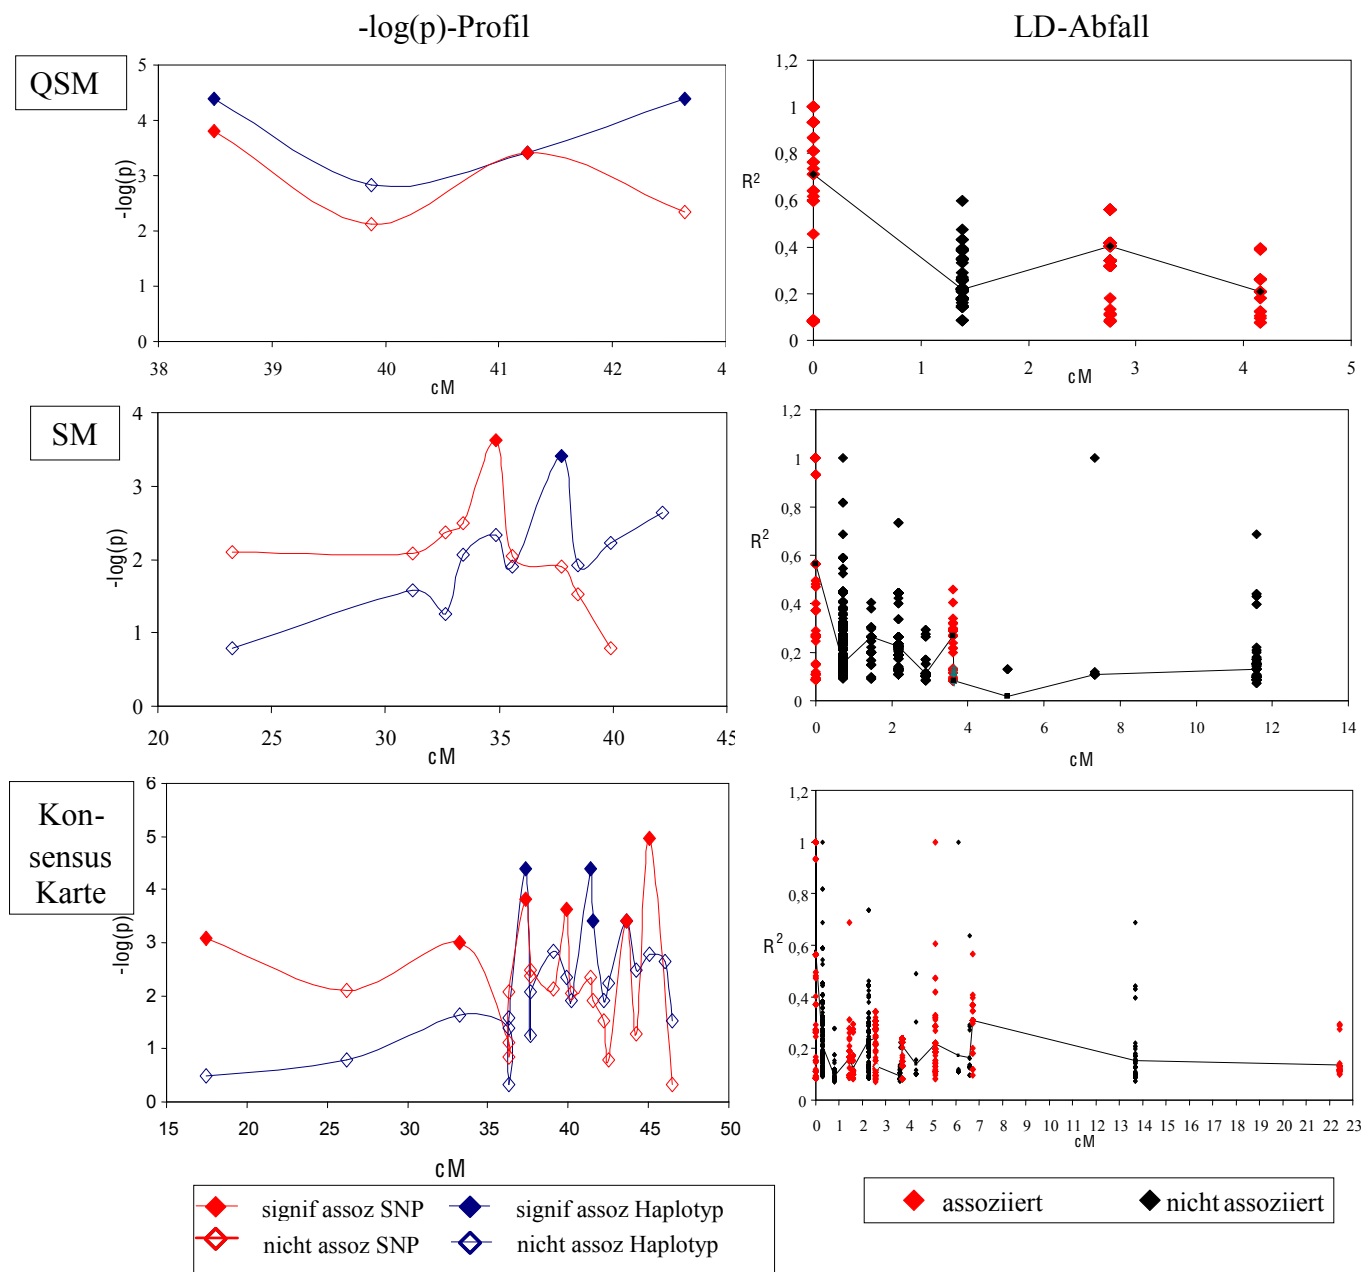 -log(p)-Profil
LD-Abfall
QSM
5
4
3
2
1
0
-log(p)
38
39
40
41
42
4
cM
1,2
1
0,8
0,6
0,4
0,2
0
R²
0
1
2
3
4
5
cM
SM
4
3
2
1
0
-log(p)
20
25
30
35
40
45
cM
1,2
1
0,8
0,6
0,4
0,2
0
R²
0
2
4
6
8
10
12
14
cM
Kon-
sensus
Karte
6
5
4
3
2
1
0
-log(p)
15
20
25
30
35
40
45
50
cM
1,2
1
0,8
0,6
0,4
0,2
0
R²
0 1 2 3 4 5 6 7 8 9 10 11 12 13 14 15 16 17 18 19 20 21 22 23
cM
signif assoz SNP
signif assoz Haplotyp
nicht assoz SNP
nicht assoz Haplotyp
assoziiert
nicht assoziiert